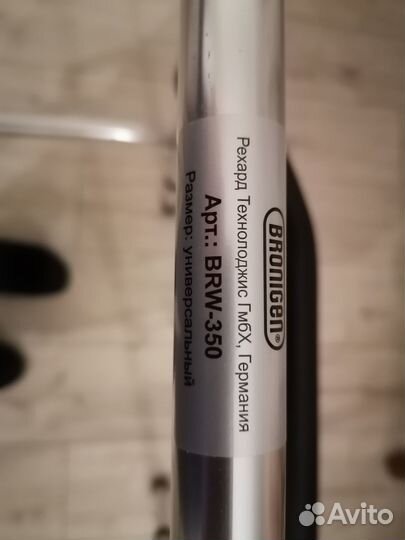 BRONIGEN®
Рехард Технолоджис ГмбХ, Германия
Арт.: BRW-350
Размер: универсальный
Avito